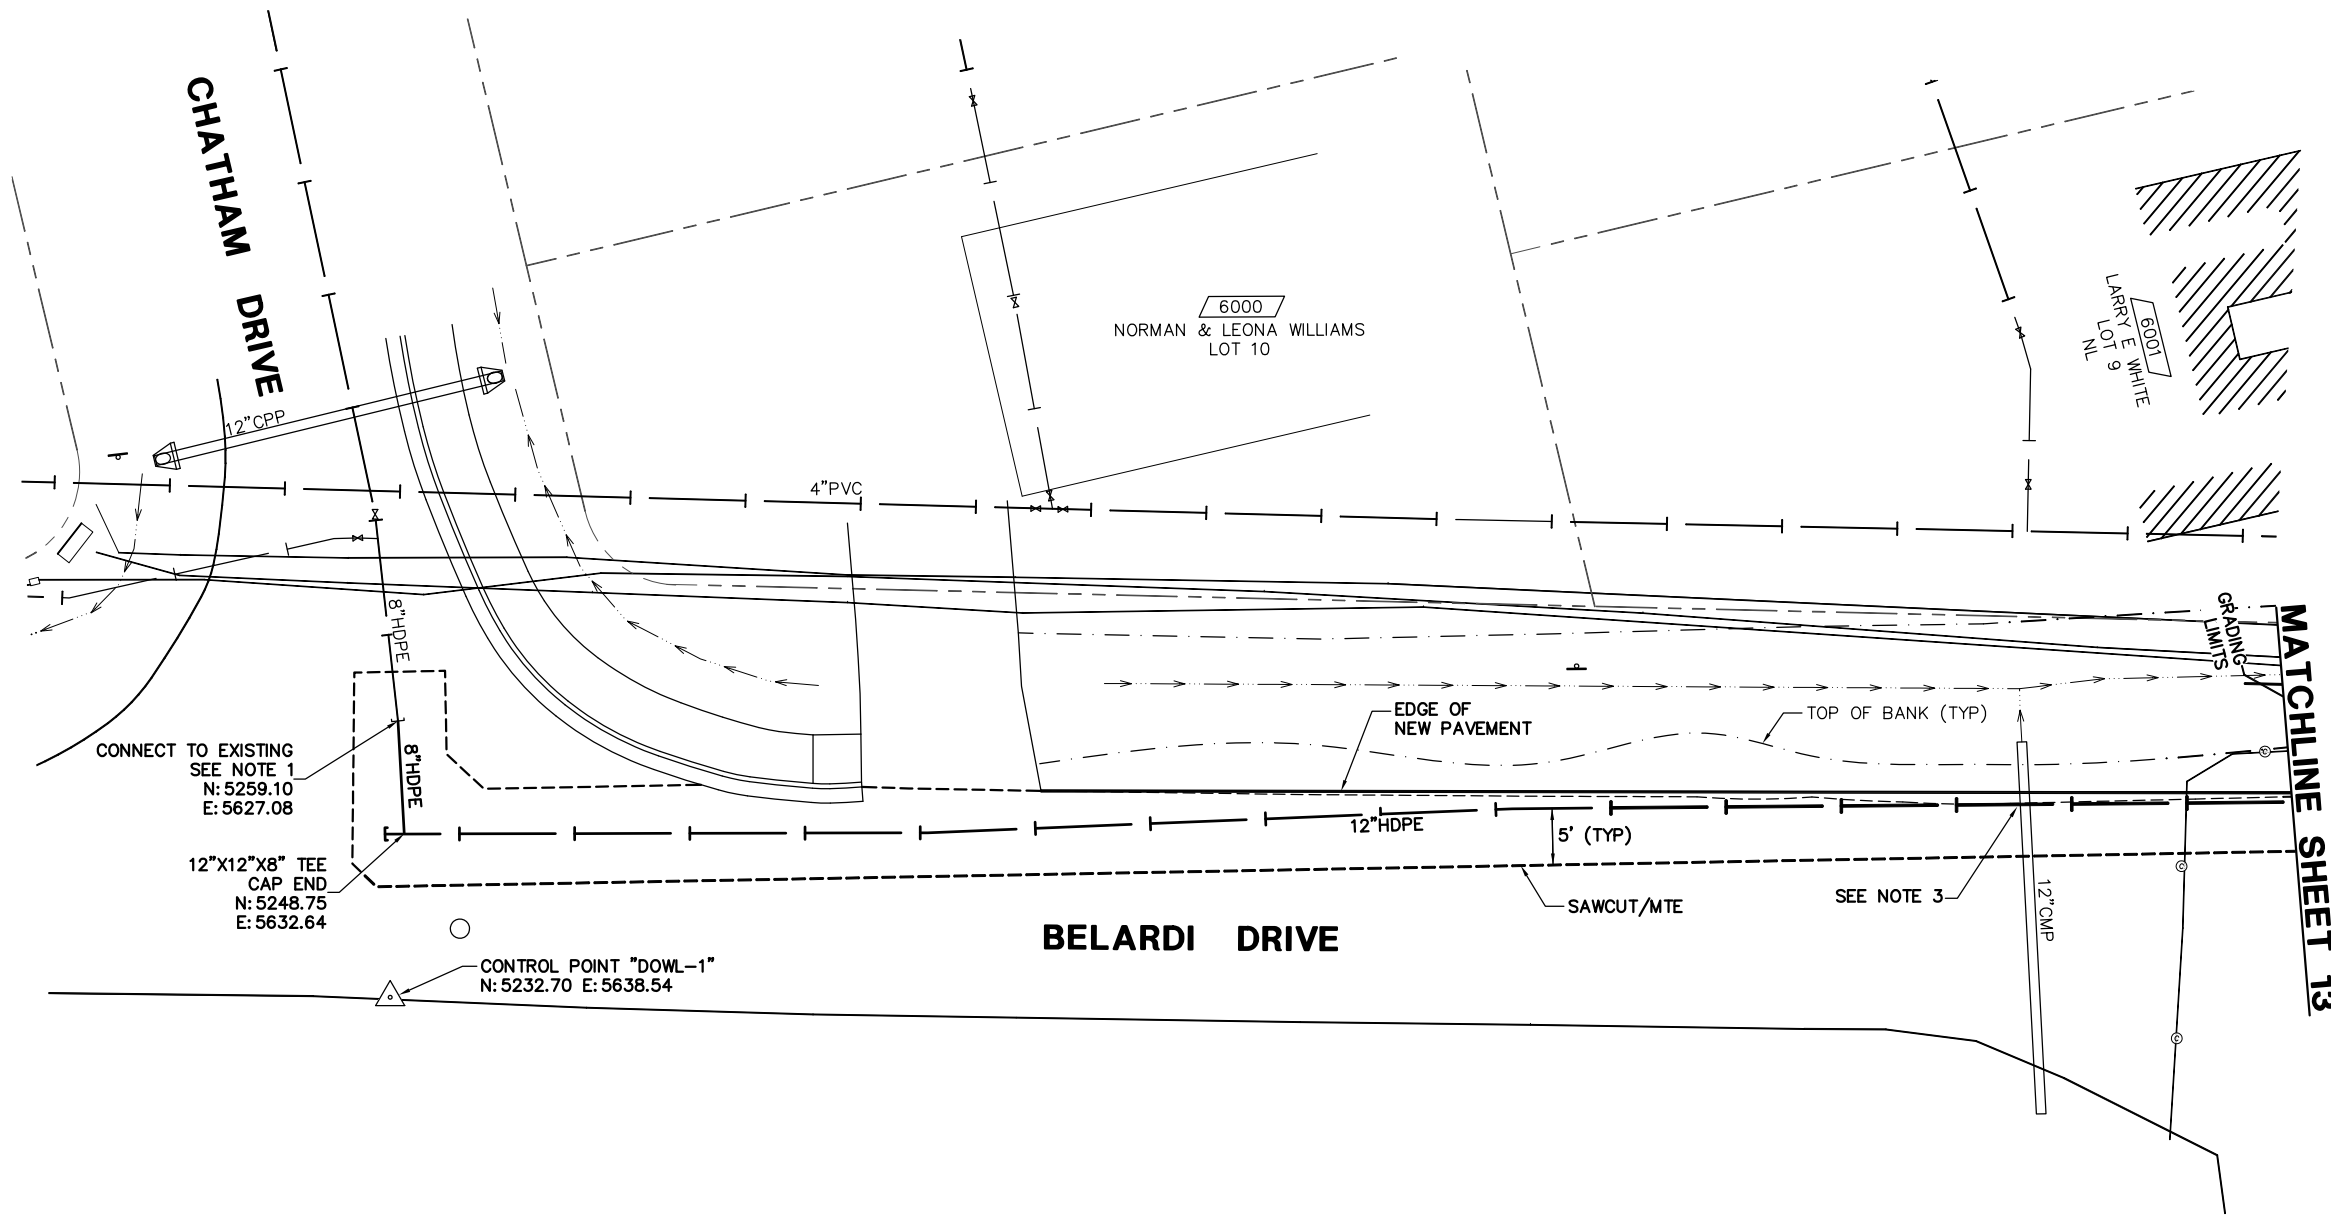 CHATHAM DRIVE
6000
NORMAN & LEONA WILLIAMS
LOT 10
6001
LARRY E WHITE
LOT 9
NL
12"CPP
4"PVC
8"HDPE
GRADING
LIMITS
MATCHLINE SHEET 13
EDGE OF
NEW PAVEMENT
TOP OF BANK (TYP)
CONNECT TO EXISTING
SEE NOTE 1
N: 5259.10
E: 5627.08
8"HDPE
12"HDPE
5' (TYP)
12"X12"X8" TEE
CAP END
N: 5248.75
E: 5632.64
SAWCUT/MTE
SEE NOTE 3
12"CMP
BELARDI DRIVE
CONTROL POINT "DOWL-1"
N: 5232.70 E: 5638.54
C
C
C